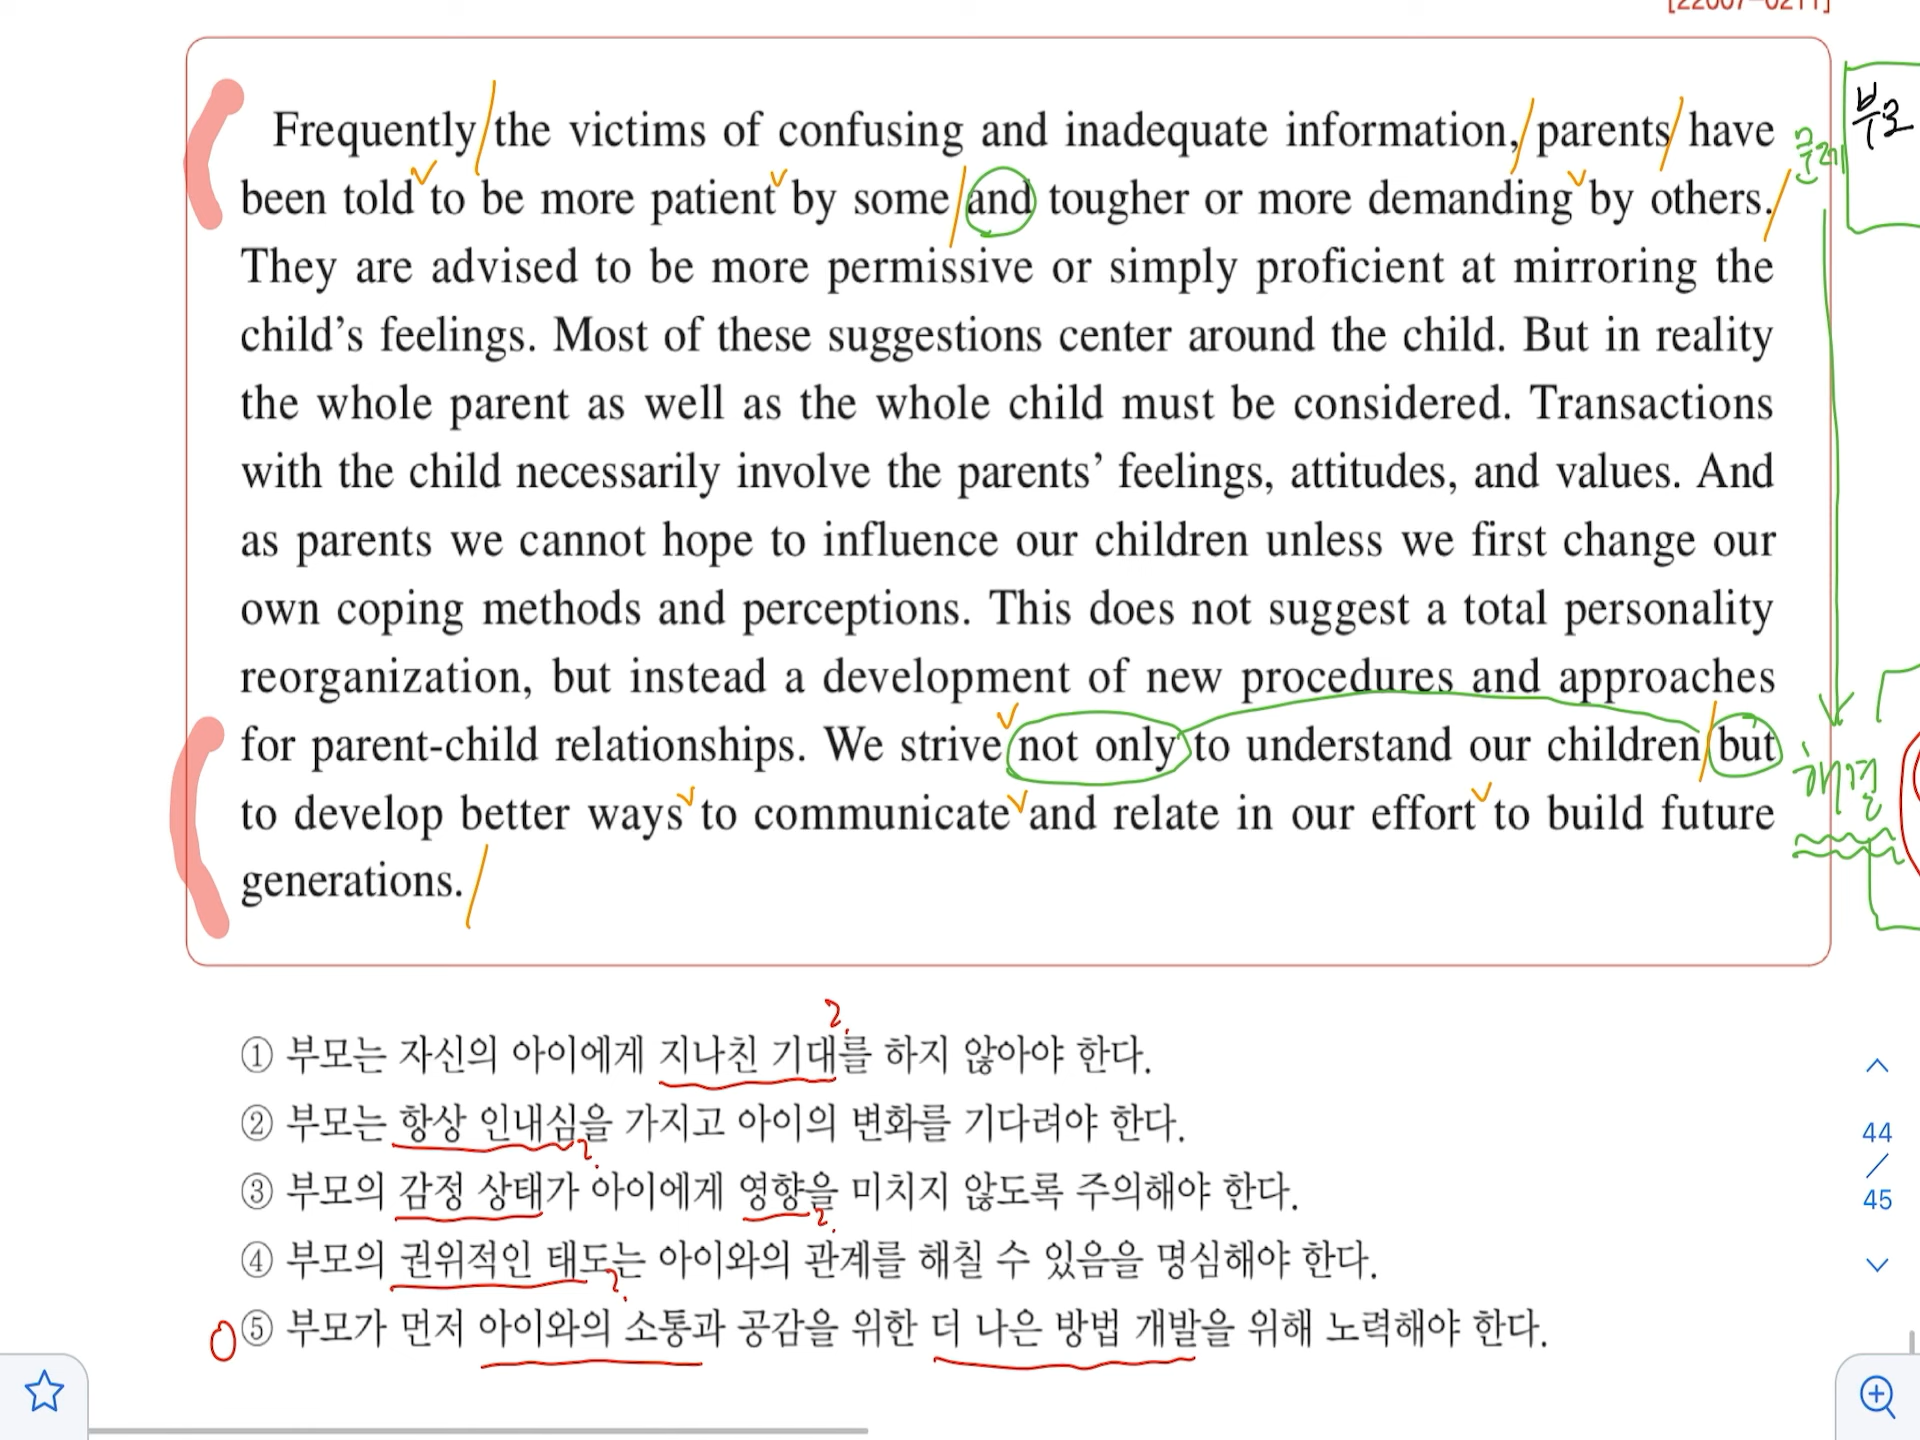 [22007-0211]
Frequently the victims of confusing and inadequate information, parents have
been told to be more patient by some and tougher or more demanding by others.
They are advised to be more permissive or simply proficient at mirroring the
child's feelings. Most of these suggestions center around the child. But in reality
the whole parent as well as the whole child must be considered. Transactions
with the child necessarily involve the parents' feelings, attitudes, and values. And
as parents we cannot hope to influence our children unless we first change our
own coping methods and perceptions. This does not suggest a total personality
reorganization, but instead a development of new procedures and approaches
for parent-child relationships. We strive not only to understand our children but
to develop better ways to communicate and relate in our effort to build future
generations.
문제
부모
해결
① 부모는 자신의 아이에게 지나친 기대를 하지 않아야 한다.
② 부모는 항상 인내심을 가지고 아이의 변화를 기다려야 한다.
③ 부모의 감정 상태가 아이에게 영향을 미치지 않도록 주의해야 한다.
④ 부모의 권위적인 태도는 아이와의 관계를 해칠 수 있음을 명심해야 한다.
⑤ 부모가 먼저 아이와의 소통과 공감을 위한 더 나은 방법 개발을 위해 노력해야 한다.
44
/
45